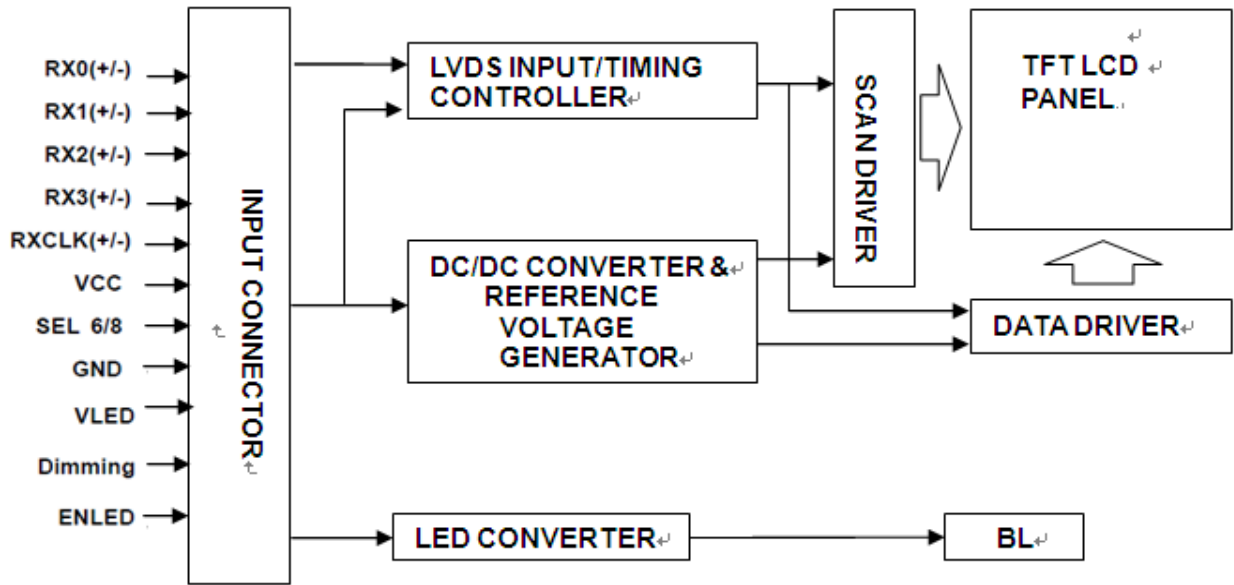 RX0(+/-)
RX1(+/-)
RX2(+/-)
RX3(+/-)
RXCLK(+/-)
VCC
SEL 6/8
GND
VLED
Dimming
ENLED
INPUT CONNECTOR
LVDS INPUT/TIMING
CONTROLLER
DC/DC CONVERTER &
REFERENCE
VOLTAGE
GENERATOR
LED CONVERTER
SCAN DRIVER
TFT LCD
PANEL
DATA DRIVER
BL